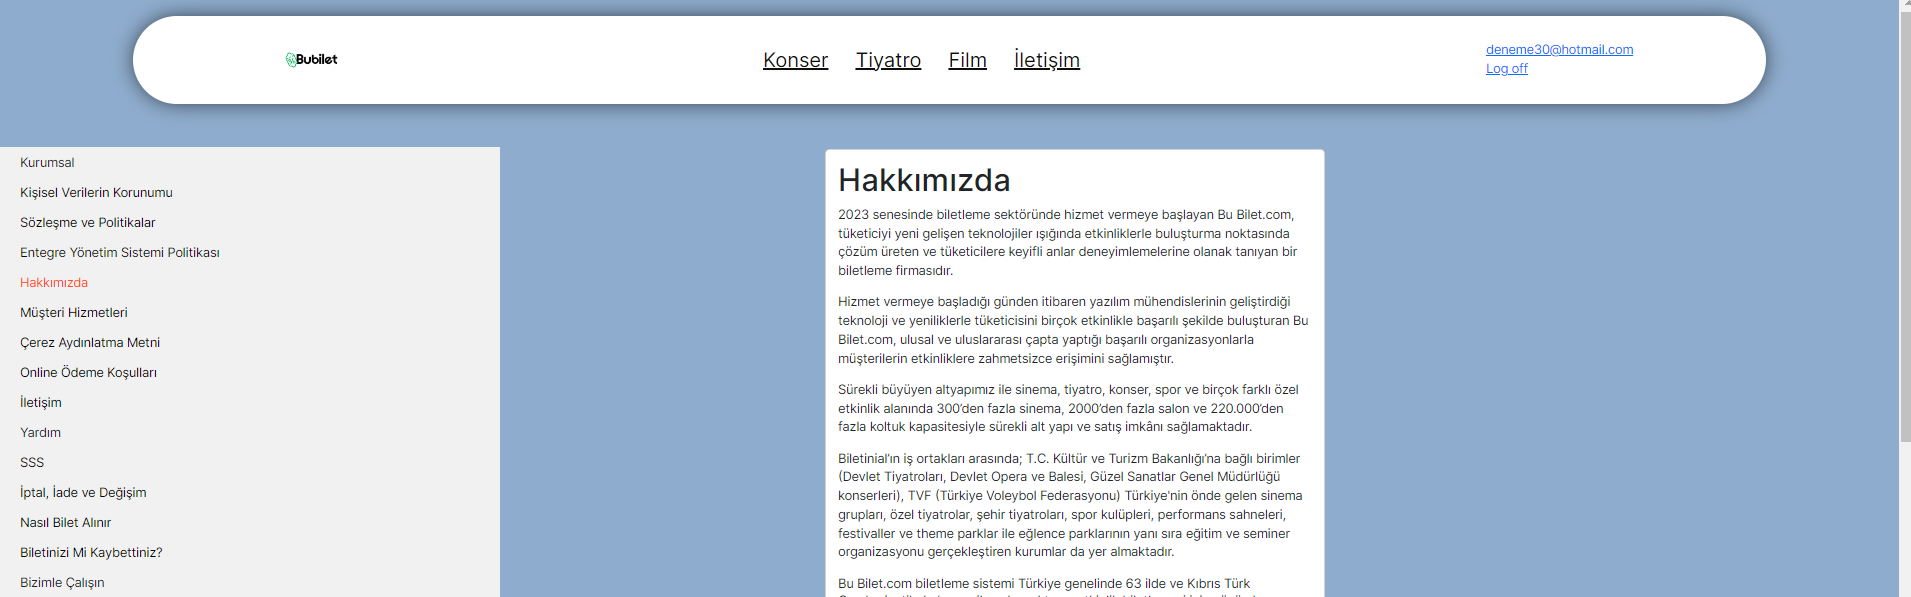 Bubilet
Konser Tiyatro Film İletişim
deneme30@hotmail.com
Log off
Kurumsal
Kişisel Verilerin Korunumu
Sözleşme ve Politikalar
Entegre Yönetim Sistemi Politikası
Hakkımızda
Müşteri Hizmetleri
Çerez Aydınlatma Metni
Online Ödeme Koşulları
İletişim
Yardım
SSS
İptal, İade ve Değişim
Nasıl Bilet Alınır
Biletinizi Mi Kaybettiniz?
Bizimle Çalışın
Hakkımızda
2023 senesinde biletleme sektöründe hizmet vermeye başlayan Bu Bilet.com,
tüketiciyi yeni gelişen teknolojiler ışığında etkinliklerle buluşturma noktasında
çözüm üreten ve tüketicilere keyifli anlar deneyimlemelerine olanak tanıyan bir
biletleme firmasıdır.
Hizmet vermeye başladığı günden itibaren yazılım mühendislerinin geliştirdiği
teknoloji ve yeniliklerle tüketicisini birçok etkinlikle başarılı şekilde buluşturan Bu
Bilet.com, ulusal ve uluslararası çapta yaptığı başarılı organizasyonlarla
müşterilerin etkinliklere zahmetsizce erişimini sağlamıştır.
Sürekli büyüyen altyapımız ile sinema, tiyatro, konser, spor ve birçok farklı özel
etkinlik alanında 300’den fazla sinema, 2000’den fazla salon ve 220.000’den
fazla koltuk kapasitesiyle sürekli alt yapı ve satış imkânı sağlamaktadır.
Biletinial’ın iş ortakları arasında; T.C. Kültür ve Turizm Bakanlığı’na bağlı birimler
(Devlet Tiyatroları, Devlet Opera ve Balesi, Güzel Sanatlar Genel Müdürlüğü
konserleri), TVF (Türkiye Voleybol Federasyonu) Türkiye'nin önde gelen sinema
grupları, özel tiyatrolar, şehir tiyatroları, spor kulüpleri, performans sahneleri,
festivaller ve theme parklar ile eğlence parklarının yanı sıra eğitim ve seminer
organizasyonu gerçekleştiren kurumlar da yer almaktadır.
Bu Bilet.com biletleme sistemi Türkiye genelinde 63 ilde ve Kıbrıs Türk